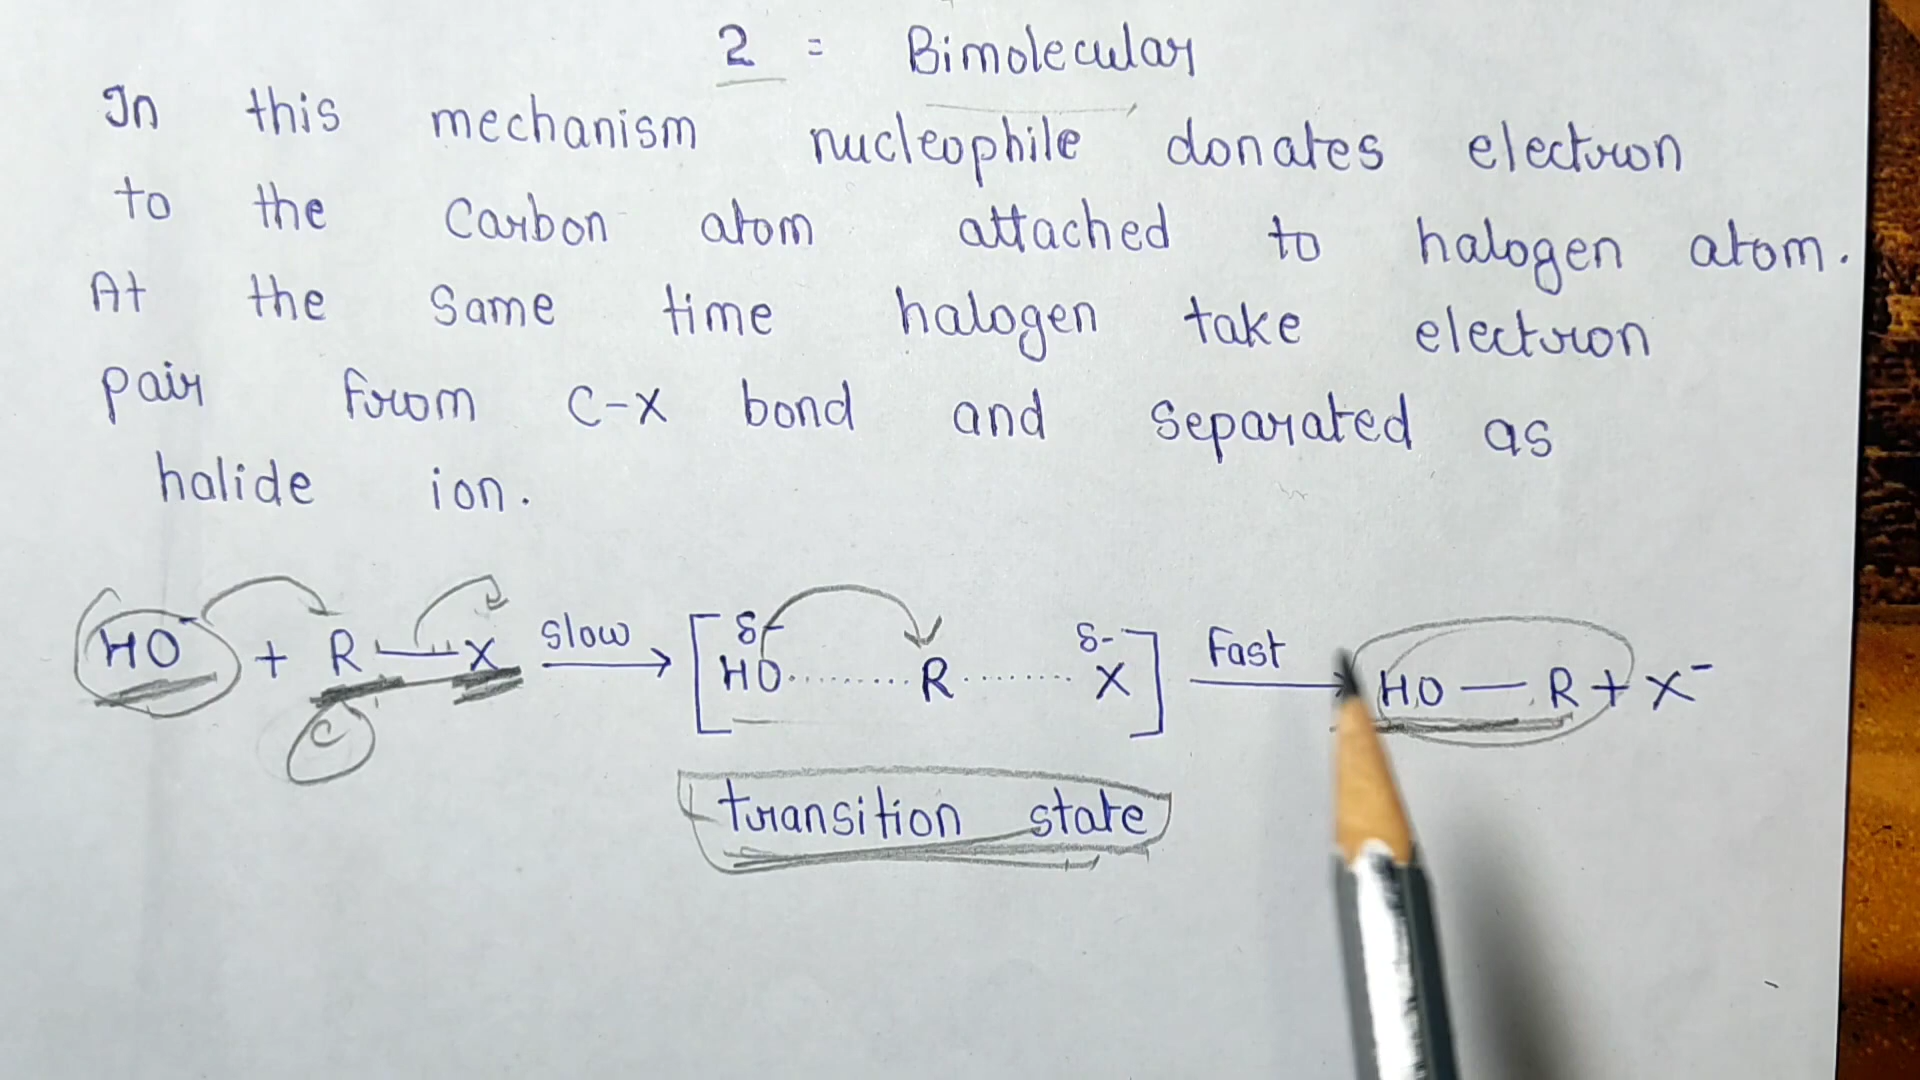 2 = Bimolecular
In this mechanism nucleophile donates electron
to the carbon atom attached to halogen atom.
At the same time halogen take electron
pair from C-X bond and separated as
halide ion.
HO⁻ + R — X slow → [ δ- HO ........ R ........ δ- X ] Fast → HO — R + X⁻
C
transition state